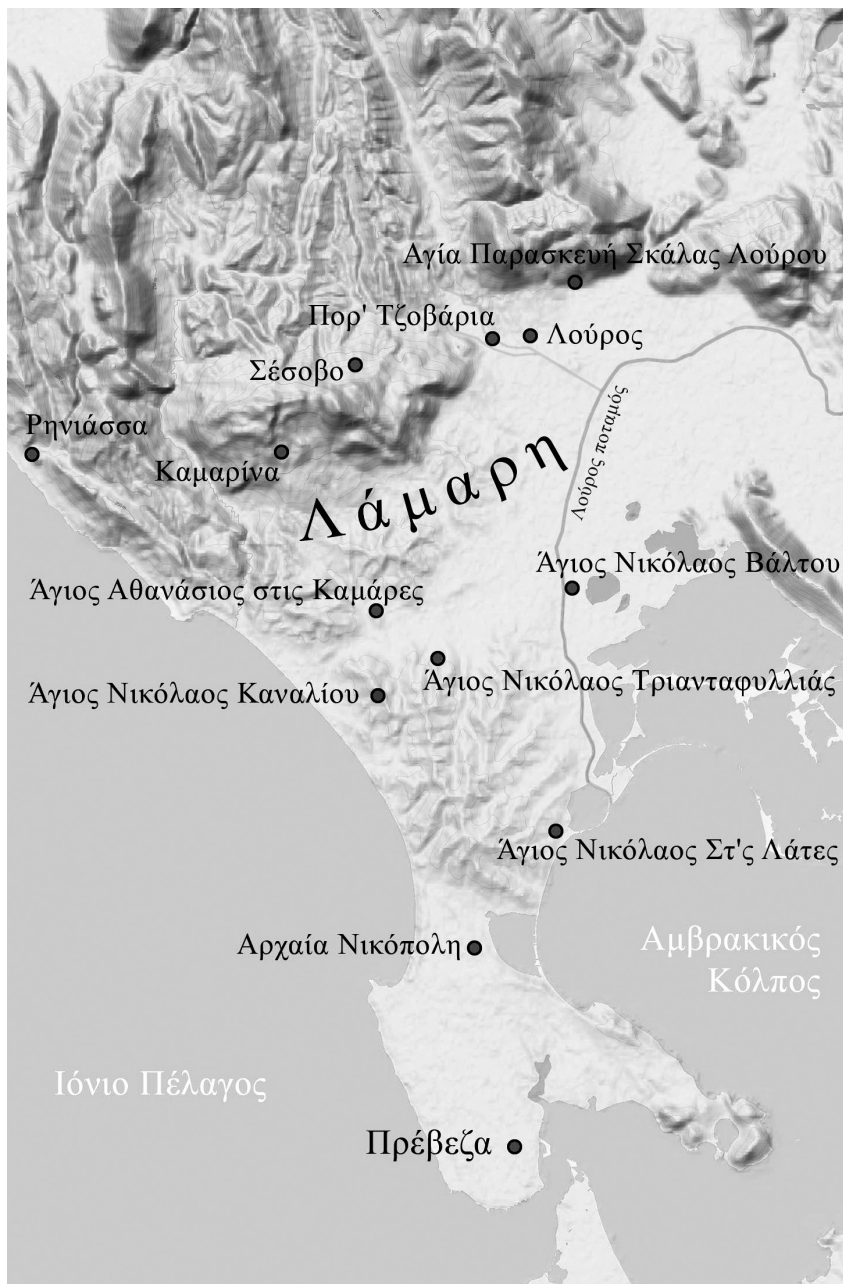 Αγία Παρασκευή Σκάλας Λούρου
Πορ' Τζοβάρια
Λούρος
Σέσοβο
Ρηνιάσσα
Καμαρίνα
Λάμαρη
Λούρος ποταμός
Άγιος Νικόλαος Βάλτου
Άγιος Αθανάσιος στις Καμάρες
Άγιος Νικόλαος Τριανταφυλλιάς
Άγιος Νικόλαος Καναλίου
Άγιος Νικόλαος Στ'ς Λάτες
Αρχαία Νικόπολη
Αμβρακικός
Κόλπος
Ιόνιο Πέλαγος
Πρέβεζα